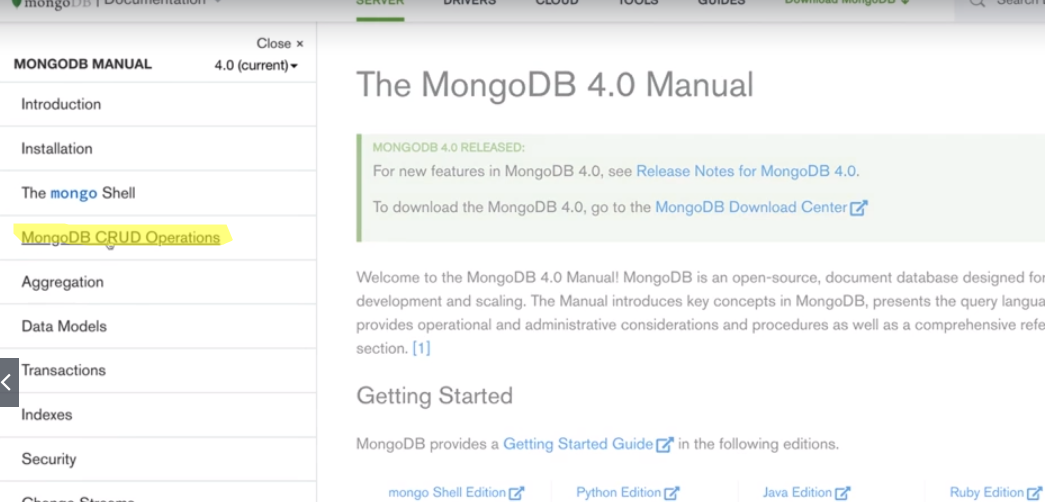 mongoDB | Documentation
SERVER DRIVERS CLOUD TOOLS GUIDES Download MongoDB Search
Close ×
MONGODB MANUAL 4.0 (current)
Introduction
Installation
The mongo Shell
MongoDB CRUD Operations
Aggregation
Data Models
Transactions
Indexes
Security
Change Streams
The MongoDB 4.0 Manual
MONGODB 4.0 RELEASED:
For new features in MongoDB 4.0, see Release Notes for MongoDB 4.0.
To download the MongoDB 4.0, go to the MongoDB Download Center
Welcome to the MongoDB 4.0 Manual! MongoDB is an open-source, document database designed for
development and scaling. The Manual introduces key concepts in MongoDB, presents the query langua
provides operational and administrative considerations and procedures as well as a comprehensive refe
section. [1]
Getting Started
MongoDB provides a Getting Started Guide in the following editions.
mongo Shell Edition Python Edition Java Edition Ruby Edition